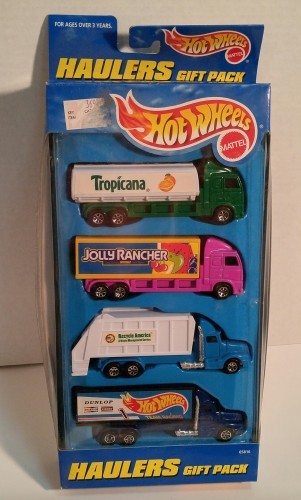 FOR AGES OVER 3 YEARS.
Hot Wheels
MATTEL
HAULERS GIFT PACK
Hot Wheels
MATTEL
Tropicana
JOLLY RANCHER
Recycle America
DUNLOP
Hot Wheels
HAULERS GIFT PACK